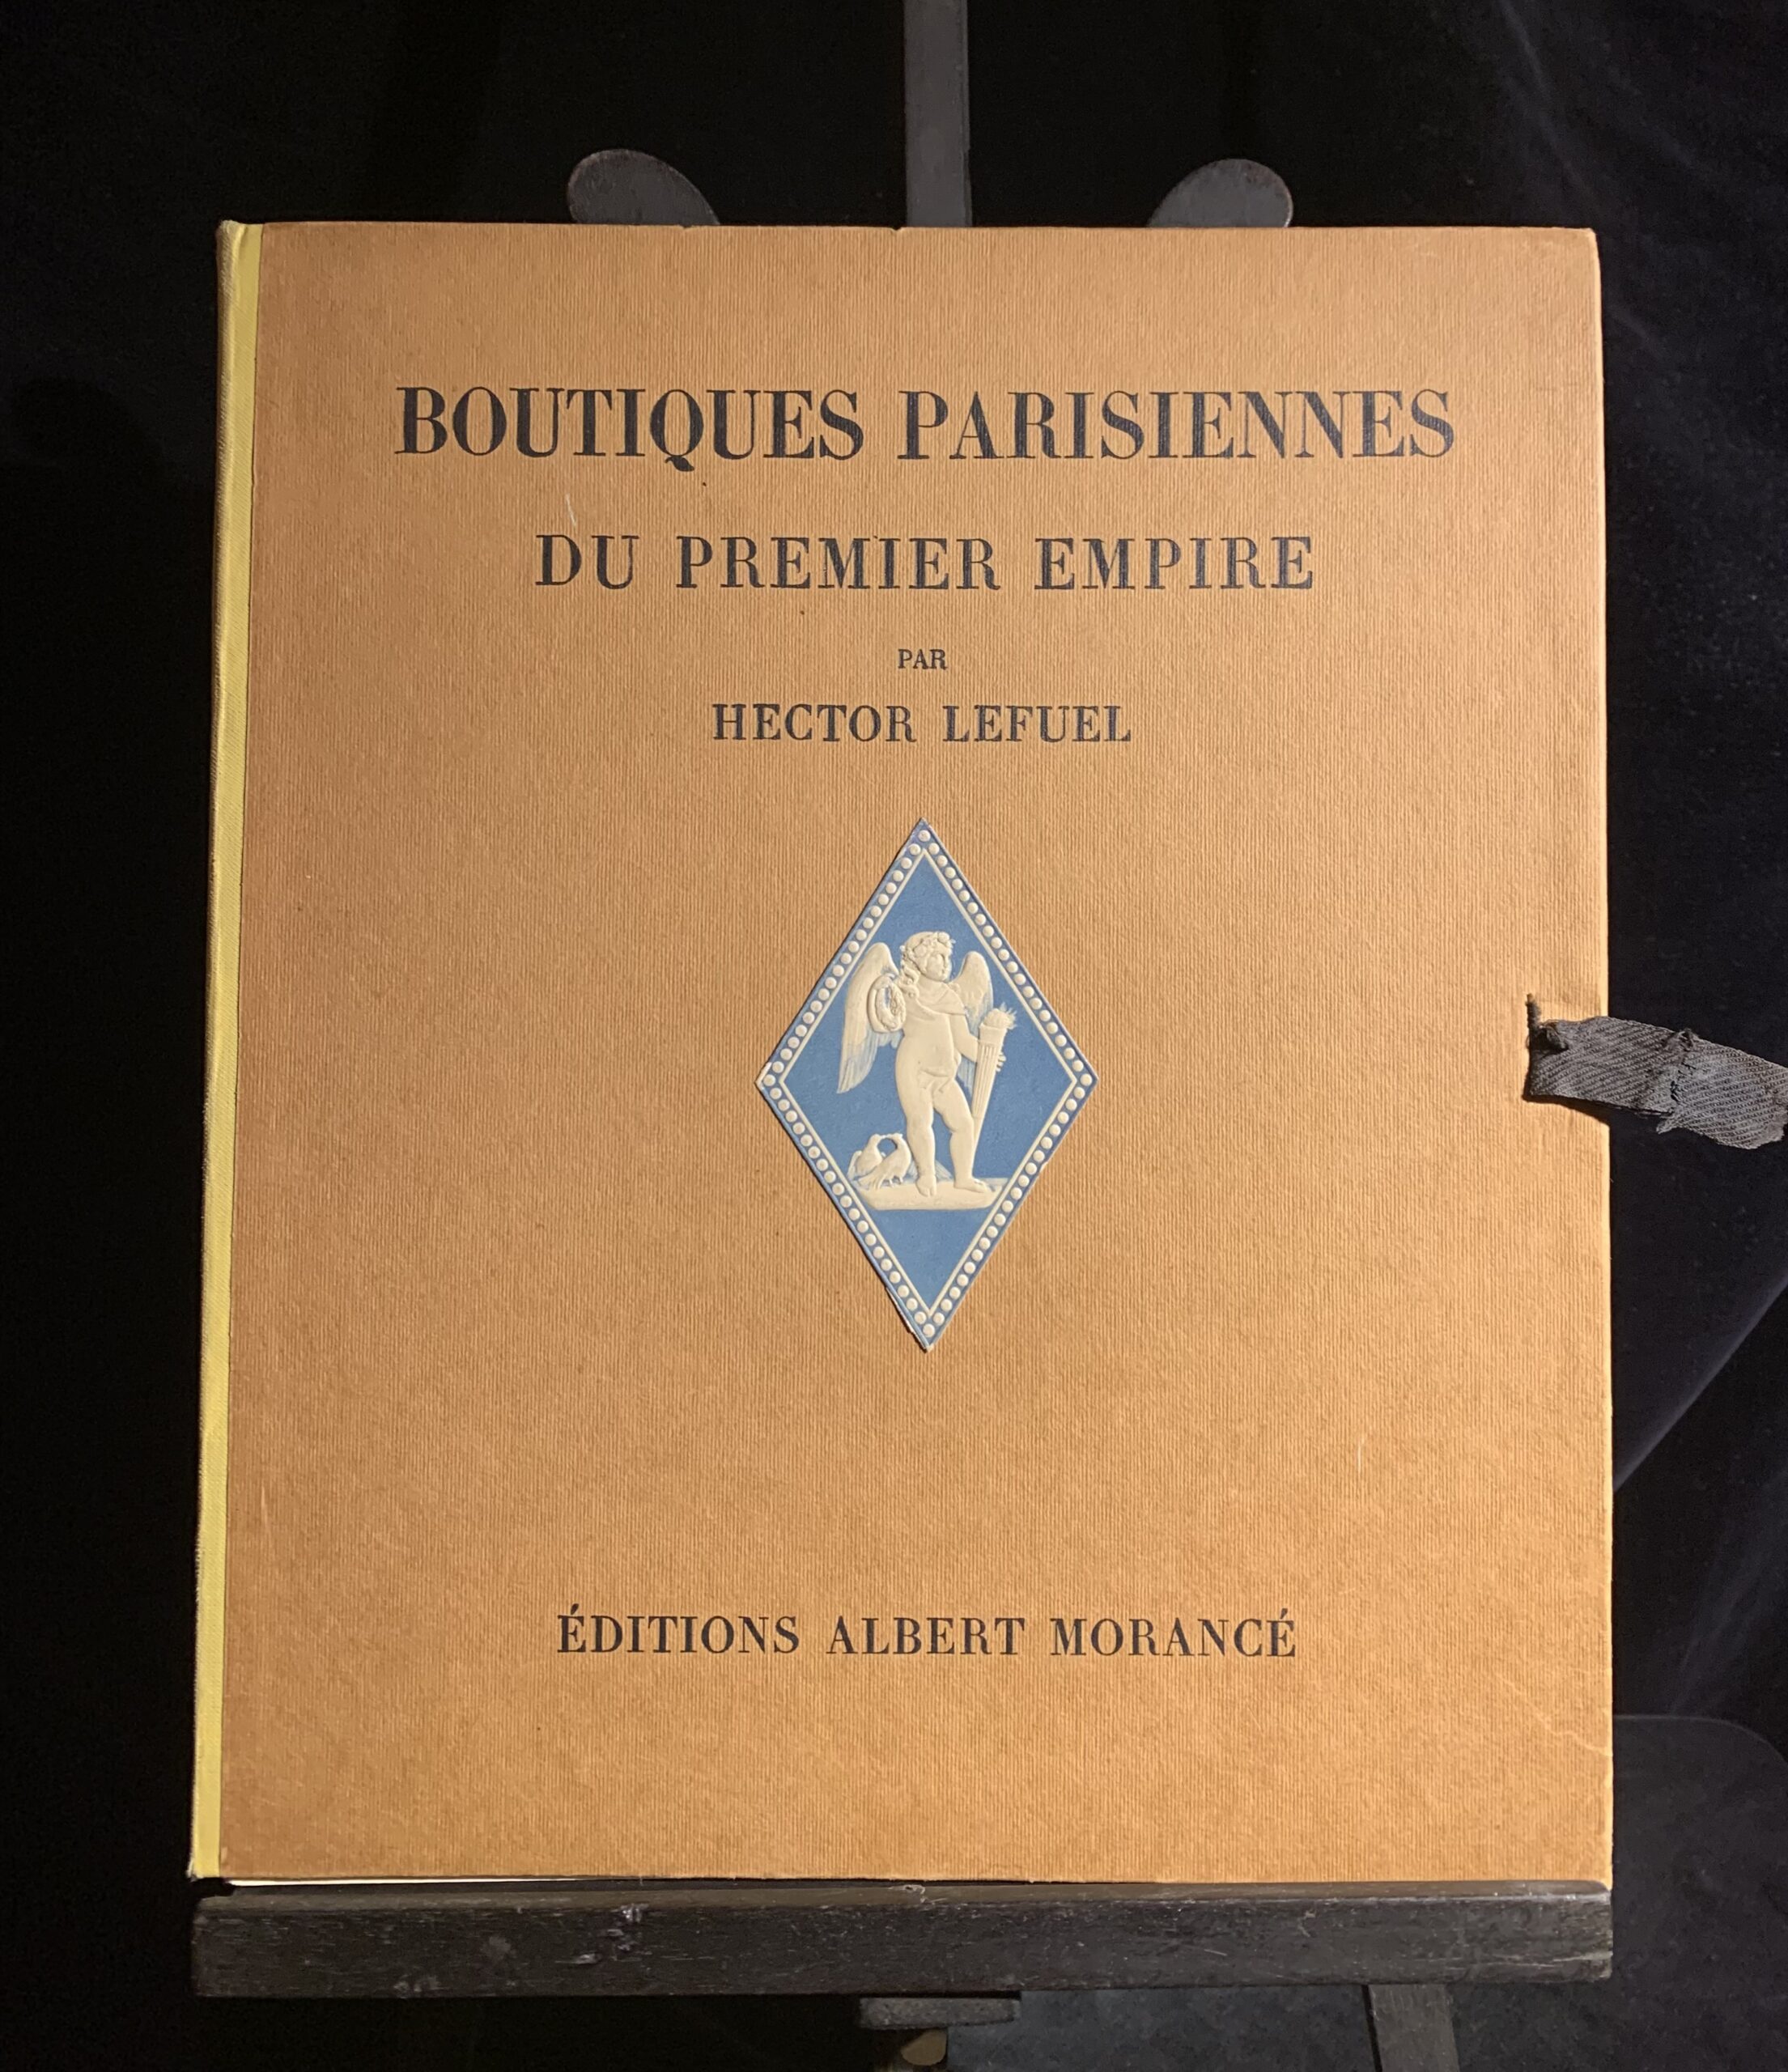 BOUTIQUES PARISIENNES
DU PREMIER EMPIRE
PAR
HECTOR LEFUEL
ÉDITIONS ALBERT MORANCÉ